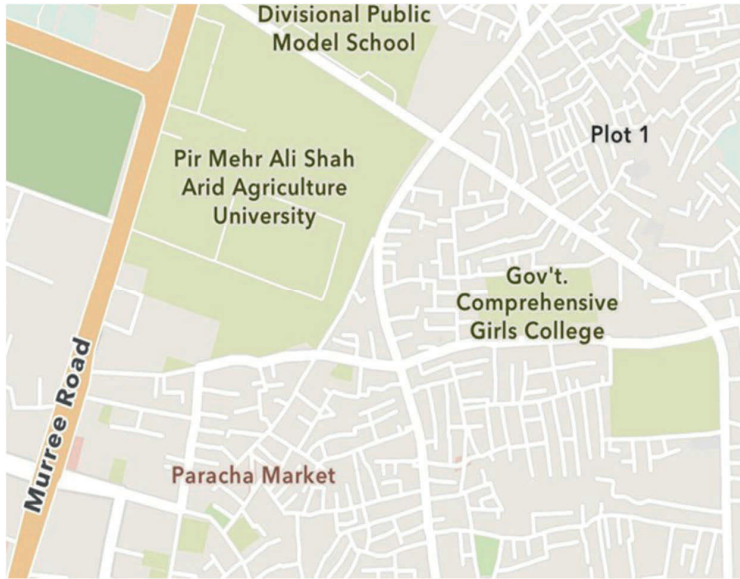 Divisional Public
Model School
Plot 1
Pir Mehr Ali Shah
Arid Agriculture
University
Gov't.
Comprehensive
Girls College
Murree Road
Paracha Market